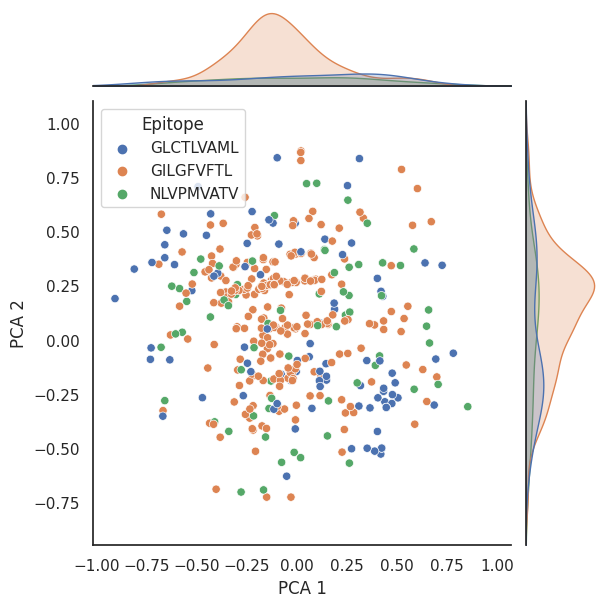 Epitope
GLCTLVAML
GILGFVFTL
NLVPMVATV
1.00
0.75
0.50
0.25
0.00
−0.25
−0.50
−0.75
PCA 2
−1.00 −0.75 −0.50 −0.25 0.00 0.25 0.50 0.75 1.00
PCA 1